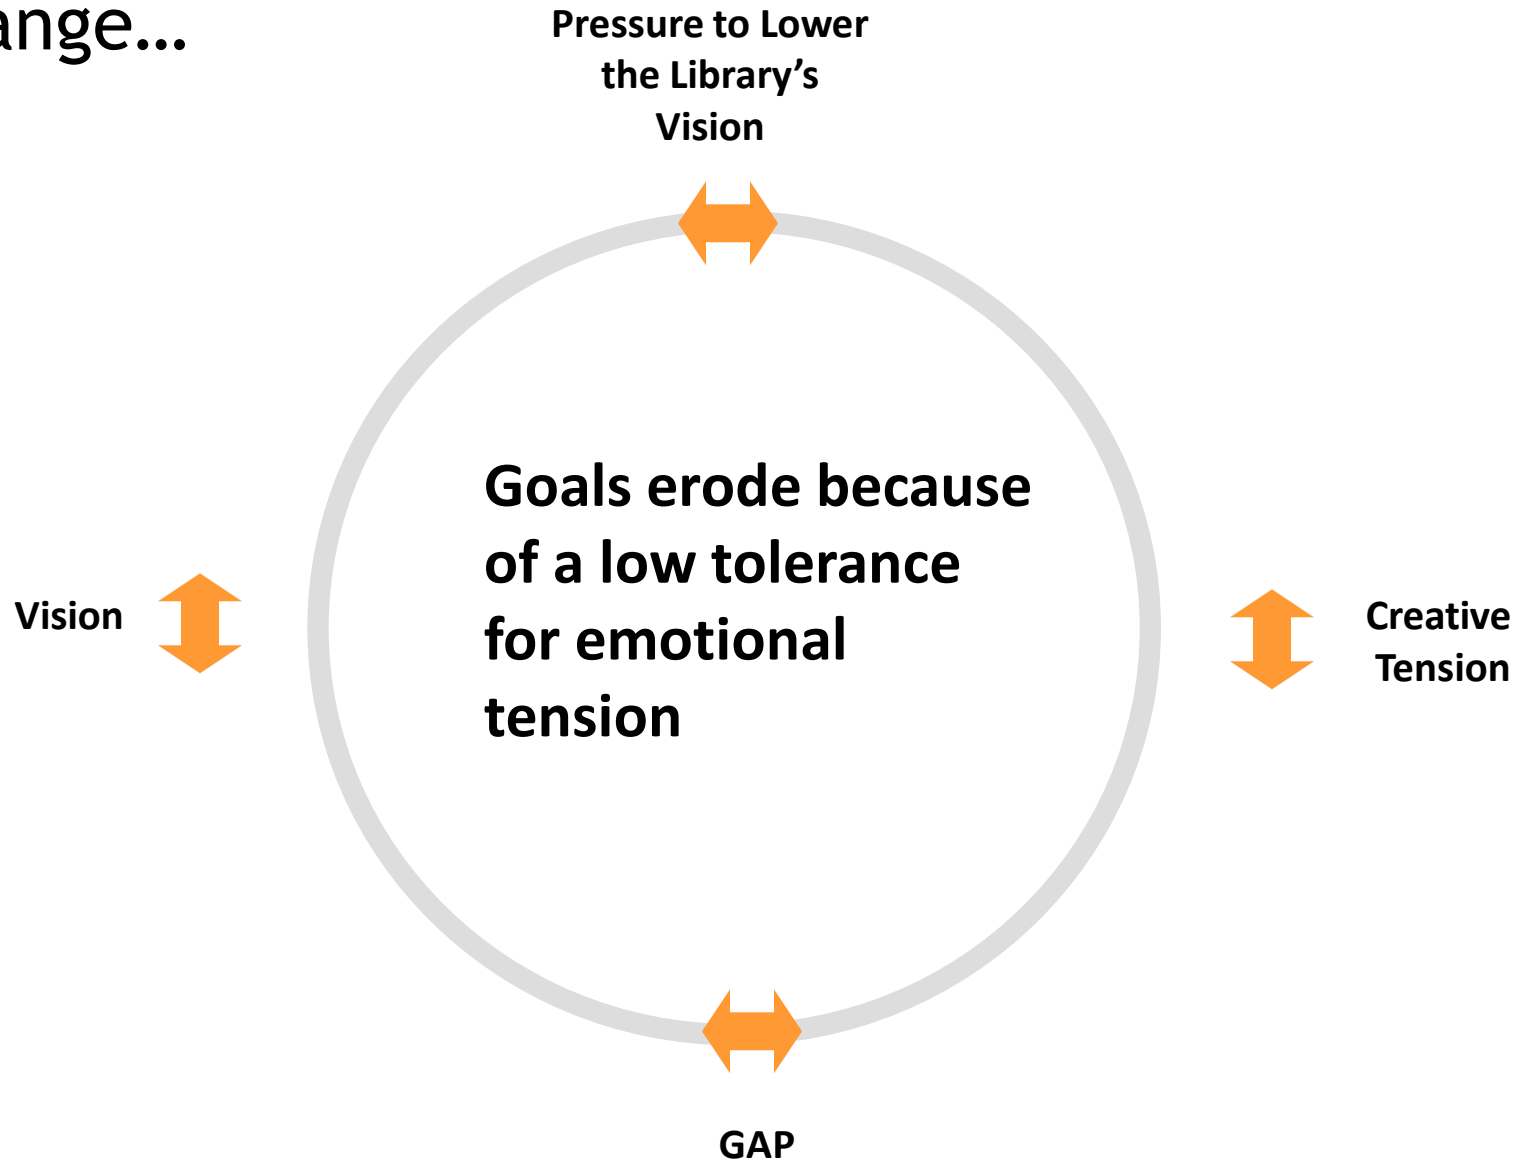 ange...
Pressure to Lower
the Library’s
Vision
Goals erode because
of a low tolerance
for emotional
tension
Vision
Creative
Tension
GAP